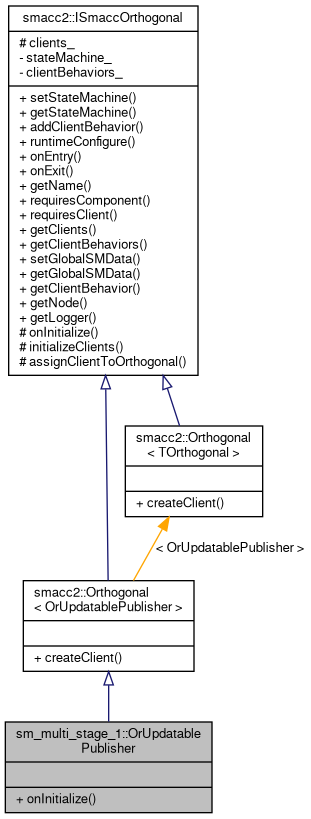 smacc2::ISmaccOrthogonal
# clients_
- stateMachine_
- clientBehaviors_
+ setStateMachine()
+ getStateMachine()
+ addClientBehavior()
+ runtimeConfigure()
+ onEntry()
+ onExit()
+ getName()
+ requiresComponent()
+ requiresClient()
+ getClients()
+ getClientBehaviors()
+ setGlobalSMData()
+ getGlobalSMData()
+ getClientBehavior()
+ getNode()
+ getLogger()
# onInitialize()
# initializeClients()
# assignClientToOrthogonal()
smacc2::Orthogonal
< TOrthogonal >
+ createClient()
< OrUpdatablePublisher >
smacc2::Orthogonal
< OrUpdatablePublisher >
+ createClient()
sm_multi_stage_1::OrUpdatable
Publisher
+ onInitialize()